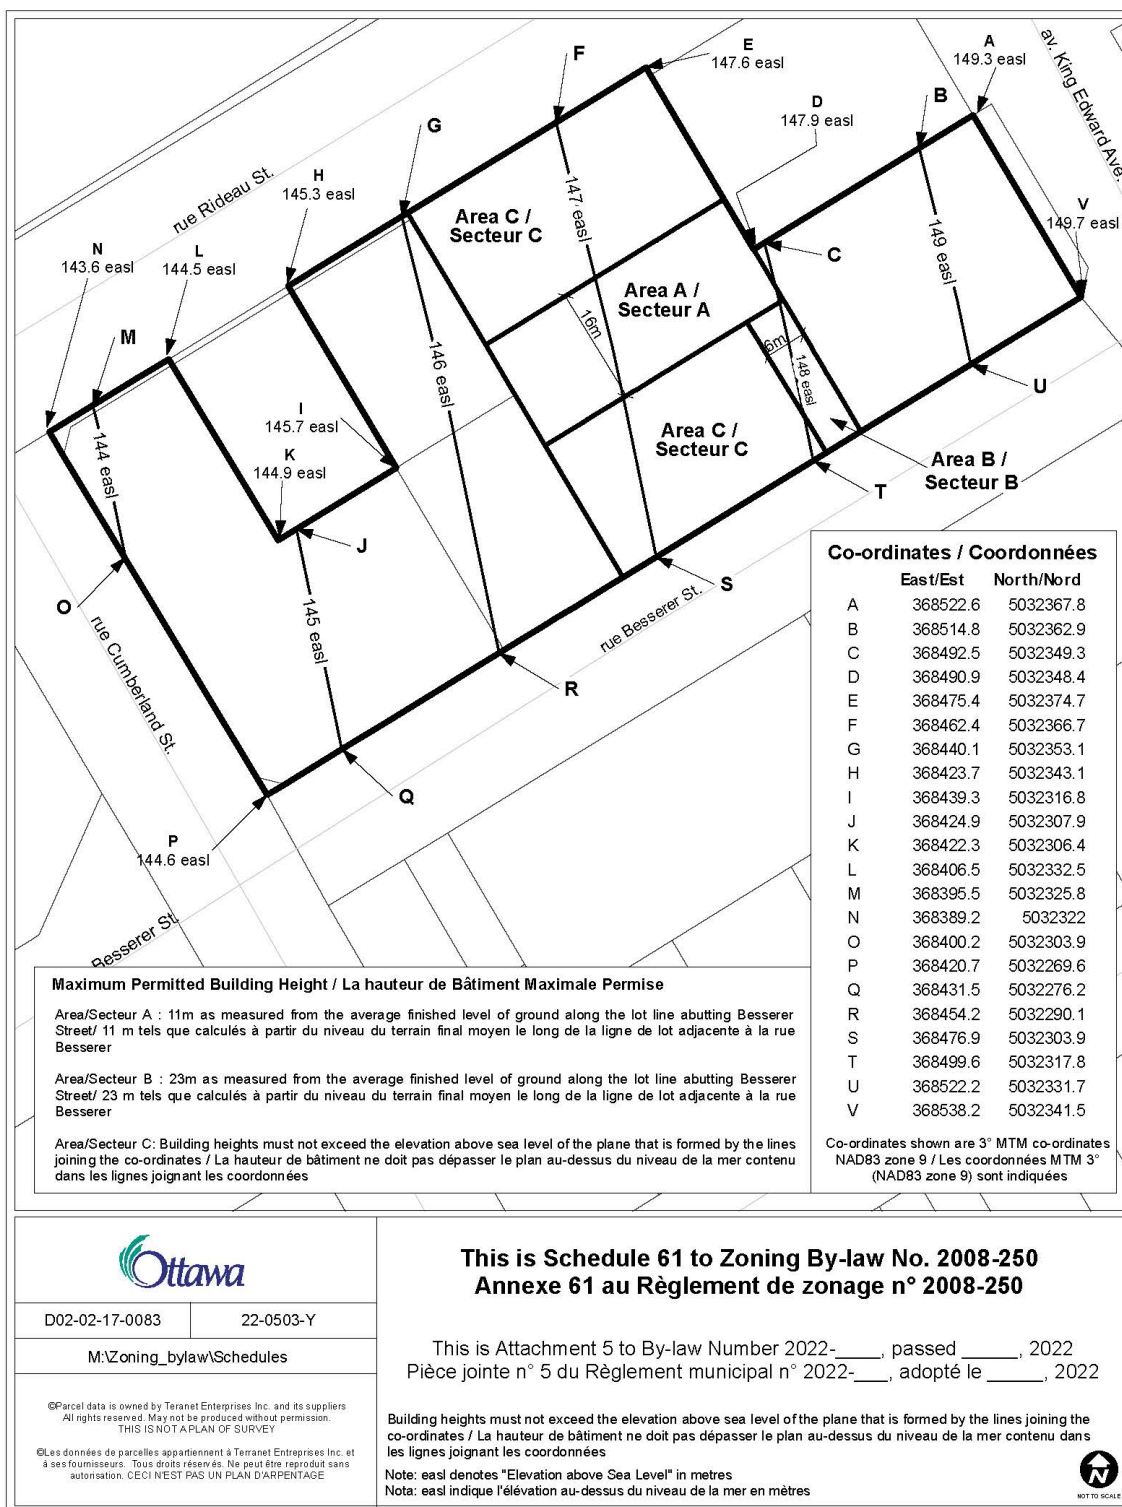 A
149.3 easl
av. King Edward Ave.
E
147.6 easl
F
D
147.9 easl
B
G
H
145.3 easl
rue Rideau St.
N
143.6 easl
L
144.5 easl
V
149.7 easl
Area C /
Secteur C
147 easl
149 easl
C
Area A /
Secteur A
16m
M
146 easl
6m
148 easl
U
I
145.7 easl
K
144.9 easl
144 easl
Area C /
Secteur C
Area B /
Secteur B
T
J
O
145 easl
S
rue Besserer St.
rue Cumberland St.
R
Q
P
144.6 easl
Besserer St.
Co-ordinates / Coordonnées
East/Est North/Nord
A 368522.6 5032367.8
B 368514.8 5032362.9
C 368492.5 5032349.3
D 368490.9 5032348.4
E 368475.4 5032374.7
F 368462.4 5032366.7
G 368440.1 5032353.1
H 368423.7 5032343.1
I 368439.3 5032316.8
J 368424.9 5032307.9
K 368422.3 5032306.4
L 368406.5 5032332.5
M 368395.5 5032325.8
N 368389.2 5032322
O 368400.2 5032303.9
P 368420.7 5032269.6
Q 368431.5 5032276.2
R 368454.2 5032290.1
S 368476.9 5032303.9
T 368499.6 5032317.8
U 368522.2 5032331.7
V 368538.2 5032341.5
Co-ordinates shown are 3° MTM co-ordinates
NAD83 zone 9 / Les coordonnées MTM 3°
(NAD83 zone 9) sont indiquées
Maximum Permitted Building Height / La hauteur de Bâtiment Maximale Permise
Area/Secteur A : 11m as measured from the average finished level of ground along the lot line abutting Besserer
Street/ 11 m tels que calculés à partir du niveau du terrain final moyen le long de la ligne de lot adjacente à la rue
Besserer
Area/Secteur B : 23m as measured from the average finished level of ground along the lot line abutting Besserer
Street/ 23 m tels que calculés à partir du niveau du terrain final moyen le long de la ligne de lot adjacente à la rue
Besserer
Area/Secteur C: Building heights must not exceed the elevation above sea level of the plane that is formed by the lines
joining the co-ordinates / La hauteur de bâtiment ne doit pas dépasser le plan au-dessus du niveau de la mer contenu
dans les lignes joignant les coordonnées
Ottawa
D02-02-17-0083 22-0503-Y
M:\Zoning_bylaw\Schedules
©Parcel data is owned by Teranet Enterprises Inc. and its suppliers
All rights reserved. May not be produced without permission.
THIS IS NOT A PLAN OF SURVEY
©Les données de parcelles appartiennent à Terranet Entreprises Inc. et
à ses fournisseurs. Tous droits réservés. Ne peut être reproduit sans
autorisation. CECI N'EST PAS UN PLAN D'ARPENTAGE
This is Schedule 61 to Zoning By-law No. 2008-250
Annexe 61 au Règlement de zonage n° 2008-250
This is Attachment 5 to By-law Number 2022-____, passed ______, 2022
Pièce jointe n° 5 du Règlement municipal n° 2022-___, adopté le ______, 2022
Building heights must not exceed the elevation above sea level of the plane that is formed by the lines joining the
co-ordinates / La hauteur de bâtiment ne doit pas dépasser le plan au-dessus du niveau de la mer contenu dans
les lignes joignant les coordonnées
Note: easl denotes "Elevation above Sea Level" in metres
Nota: easl indique l'élévation au-dessus du niveau de la mer en mètres
N
NOT TO SCALE